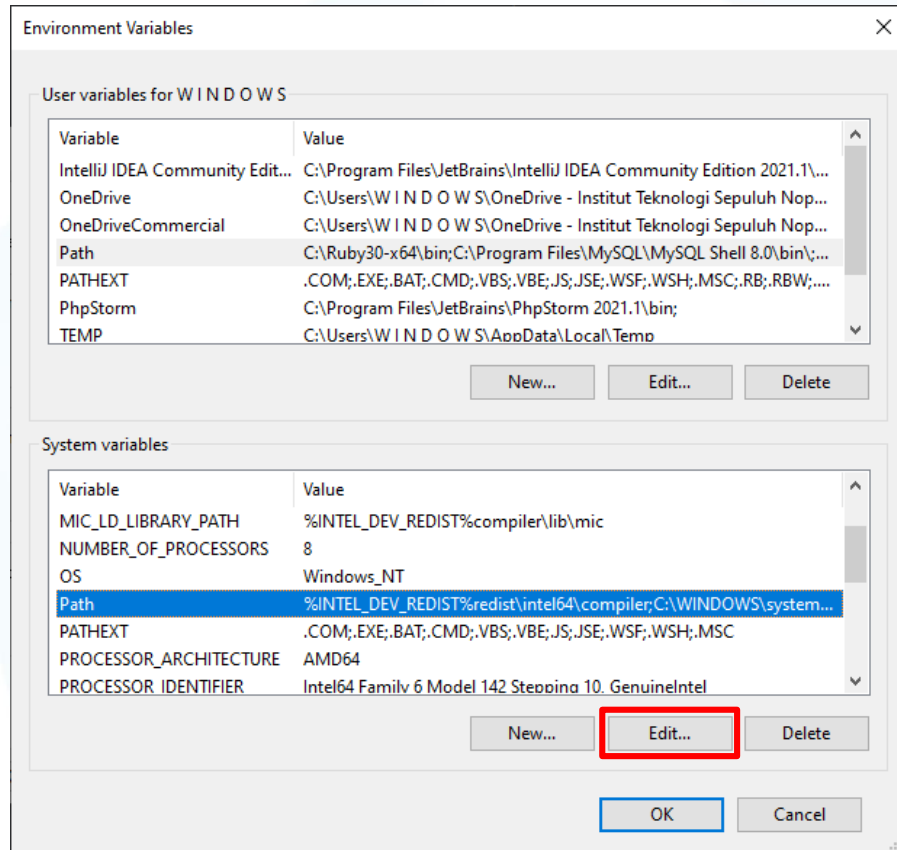 Environment Variables
User variables for W I N D O W S
Variable Value
IntelliJ IDEA Community Edit... C:\Program Files\JetBrains\IntelliJ IDEA Community Edition 2021.1\...
OneDrive C:\Users\W I N D O W S\OneDrive - Institut Teknologi Sepuluh Nop...
OneDriveCommercial C:\Users\W I N D O W S\OneDrive - Institut Teknologi Sepuluh Nop...
Path C:\Ruby30-x64\bin;C:\Program Files\MySQL\MySQL Shell 8.0\bin\;...
PATHEXT .COM;.EXE;.BAT;.CMD;.VBS;.VBE;.JS;.JSE;.WSF;.WSH;.MSC;.RB;.RBW;....
PhpStorm C:\Program Files\JetBrains\PhpStorm 2021.1\bin;
TEMP C:\Users\W I N D O W S\AppData\Local\Temp
New... Edit... Delete
System variables
Variable Value
MIC_LD_LIBRARY_PATH %INTEL_DEV_REDIST%compiler\lib\mic
NUMBER_OF_PROCESSORS 8
OS Windows_NT
Path %INTEL_DEV_REDIST%redist\intel64\compiler;C:\WINDOWS\system...
PATHEXT .COM;.EXE;.BAT;.CMD;.VBS;.VBE;.JS;.JSE;.WSF;.WSH;.MSC
PROCESSOR_ARCHITECTURE AMD64
PROCESSOR_IDENTIFIER Intel64 Family 6 Model 142 Stepping 10, GenuineIntel
New... Edit... Delete
OK Cancel